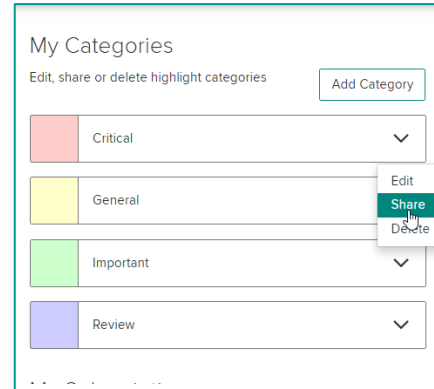 My Categories
Edit, share or delete highlight categories
Add Category
Critical
Edit
General
Share
Delete
Important
Review